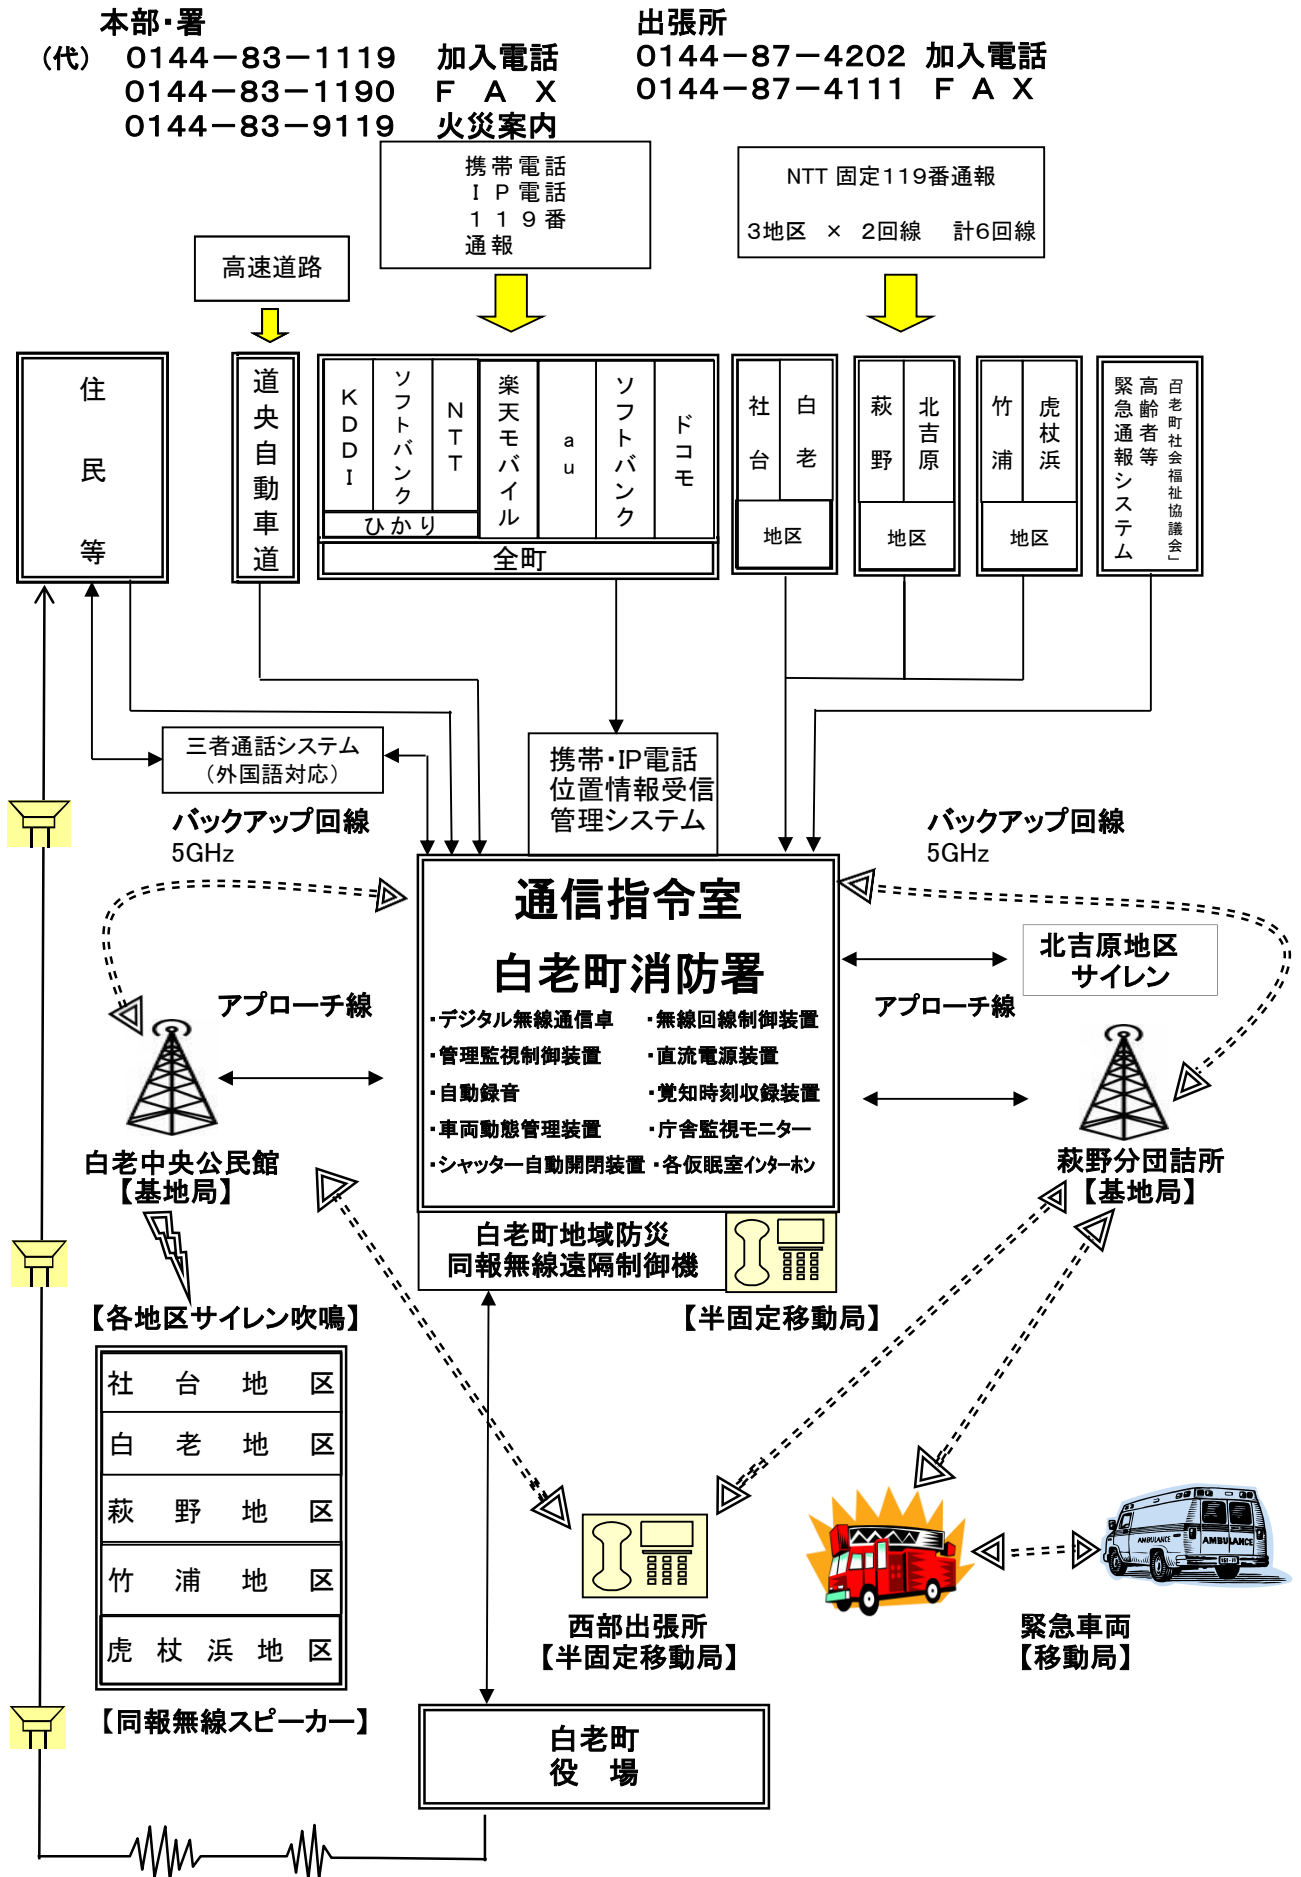 本部・署
（代） 0144－83－1119 加入電話
0144－83－1190 Ｆ Ａ Ｘ
0144－83－9119 火災案内
出張所
0144－87－4202 加入電話
0144－87－4111 Ｆ Ａ Ｘ
携帯電話
ＩＰ電話
１１９番
通報
NTT 固定119番通報
3地区 × 2回線 計6回線
高速道路
住民等
道央自動車道
ＫＤＤＩ
ソフトバンク
ＮＴＴ
ひかり
楽天モバイル
au
ソフトバンク
ドコモ
全町
社台
白老
地区
萩野
北吉原
地区
竹浦
虎杖浜
地区
「白老町社会福祉協議会」
高齢者等
緊急通報システム
三者通話システム
（外国語対応）
携帯・IP電話
位置情報受信
管理システム
バックアップ回線
5GHz
バックアップ回線
5GHz
通信指令室
白老町消防署
・デジタル無線通信卓 ・無線回線制御装置
・管理監視制御装置 ・直流電源装置
・自動録音 ・覚知時刻収録装置
・車両動態管理装置 ・庁舎監視モニター
・シャッター自動開閉装置 ・各仮眠室インターホン
北吉原地区
サイレン
アプローチ線
アプローチ線
白老中央公民館
【基地局】
萩野分団詰所
【基地局】
白老町地域防災
同報無線遠隔制御機
【半固定移動局】
【各地区サイレン吹鳴】
社台地区
白老地区
萩野地区
竹浦地区
虎杖浜地区
【同報無線スピーカー】
西部出張所
【半固定移動局】
AMBULANCE
AMBULANCE
緊急車両
【移動局】
白老町
役場